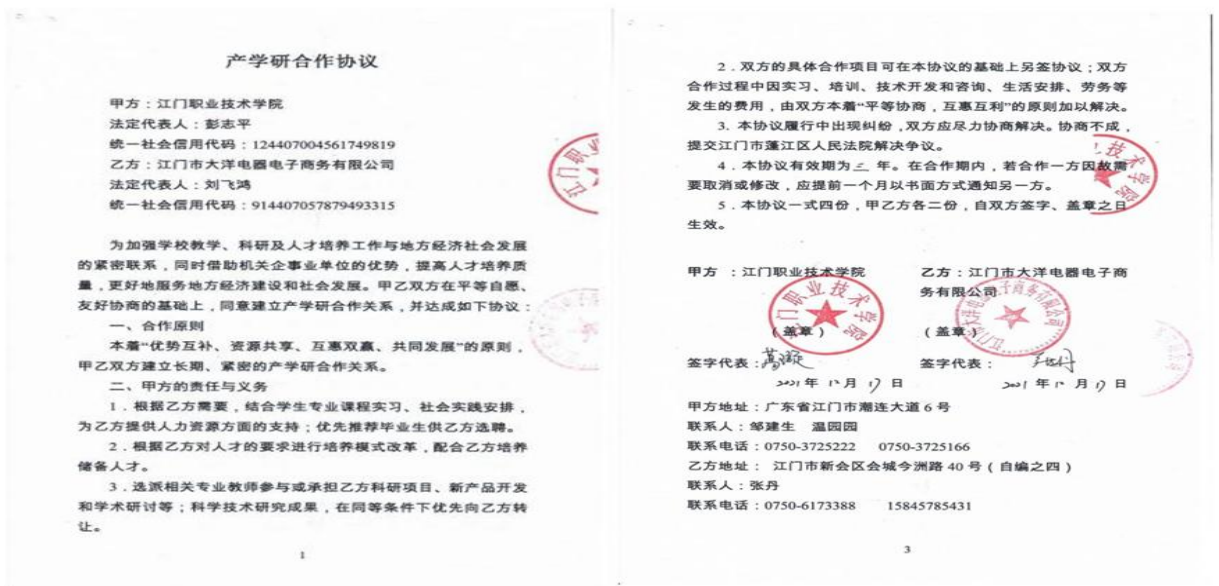 产学研合作协议
甲方：江门职业技术学院
法定代表人：彭志平
统一社会信用代码：124407004561749819
乙方：江门市大洋电器电子商务有限公司
法定代表人：刘飞鸿
统一社会信用代码：914407057879493315
为加强学校教学、科研及人才培养工作与地方经济社会发展
的紧密联系，同时借助机关企事业单位的优势，提高人才培养质
量，更好地服务地方经济建设和社会发展。甲乙双方在平等自愿、
友好协商的基础上，同意建立产学研合作关系，并达成如下协议：
一、合作原则
本着“优势互补、资源共享、互惠双赢、共同发展”的原则，
甲乙双方建立长期、紧密的产学研合作关系。
二、甲方的责任与义务
1．根据乙方需要，结合学生专业课程实习、社会实践安排，
为乙方提供人力资源方面的支持；优先推荐毕业生供乙方选聘。
2．根据乙方对人才的要求进行培养模式改革，配合乙方培养
储备人才。
3．选派相关专业教师参与或承担乙方科研项目、新产品开发
和学术研讨等；科学技术研究成果，在同等条件下优先向乙方转
让。
1
2．双方的具体合作项目可在本协议的基础上另签协议；双方
合作过程中因实习、培训、技术开发和咨询、生活安排、劳务等
发生的费用，由双方本着“平等协商，互惠互利”的原则加以解决。
3. 本协议履行中出现纠纷，双方应尽力协商解决。协商不成，
提交江门市蓬江区人民法院解决争议。
4．本协议有效期为三年。在合作期内，若合作一方因故需
要取消或修改，应提前一个月以书面方式通知另一方。
5．本协议一式四份，甲乙方各二份，自双方签字、盖章之日
生效。
甲方 ：江门职业技术学院
（盖章）
签字代表：
2021年12月17日
乙方：江门市大洋电器电子商
务有限公司
（盖章）
签字代表：
2021年12月17日
江门职业技术学院
甲方地址：广东省江门市潮连大道6号
联系人：邹建生 温园园
联系电话：0750-3725222 0750-3725166
乙方地址： 江门市新会区会城今洲路40号（自编之四）
联系人：张丹
联系电话：0750-6173388 15845785431
3